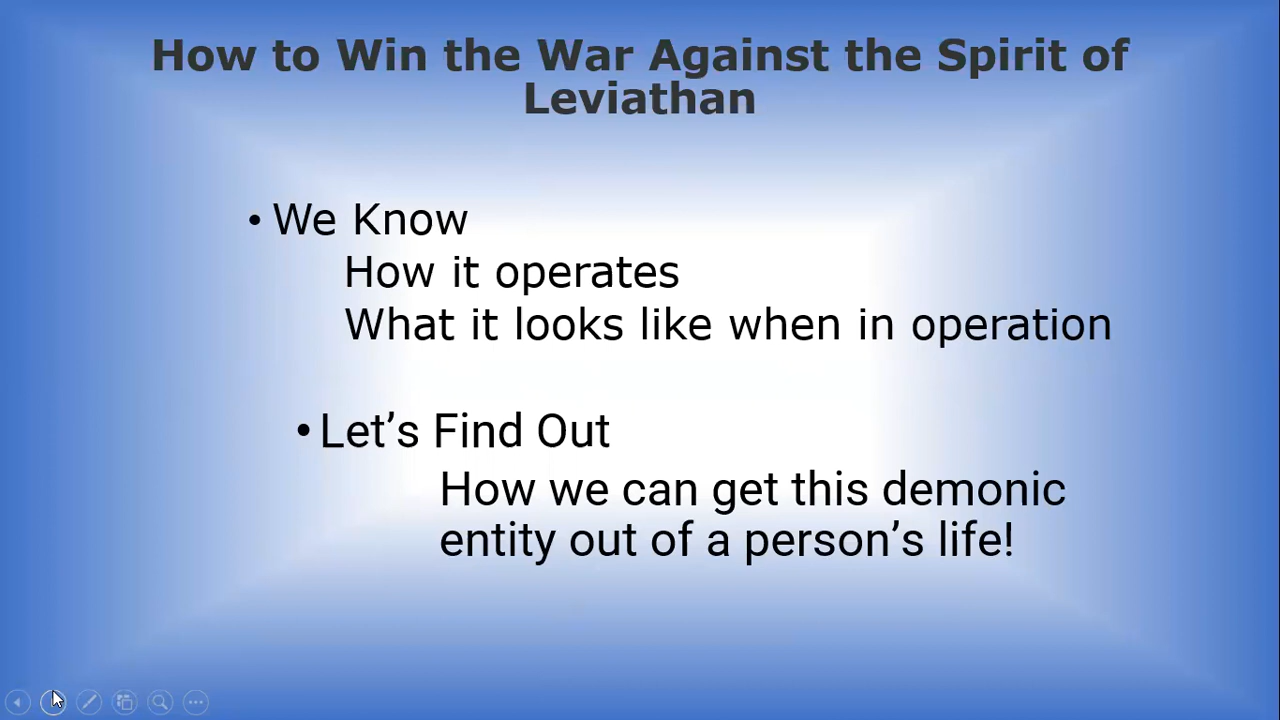 How to Win the War Against the Spirit of
Leviathan
• We Know
How it operates
What it looks like when in operation
• Let’s Find Out
How we can get this demonic
entity out of a person’s life!